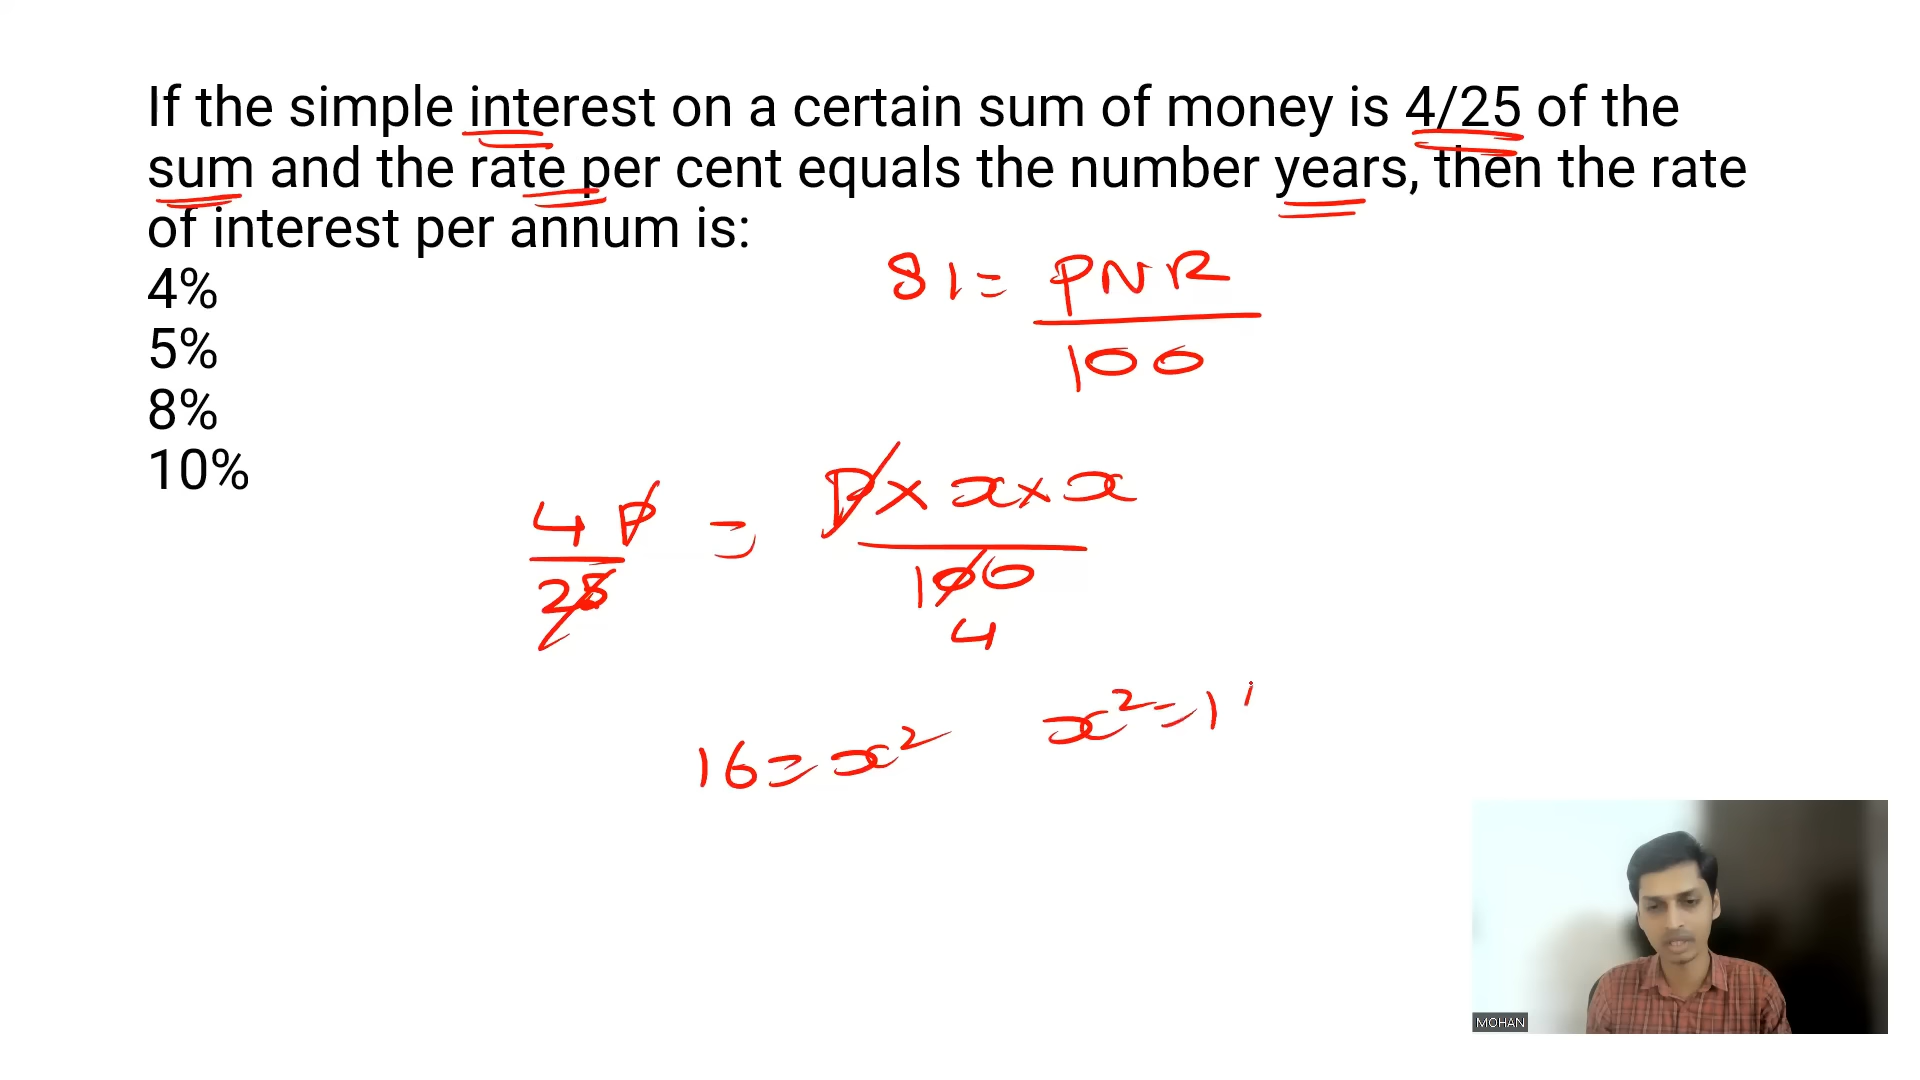 If the simple interest on a certain sum of money is 4/25 of the
sum and the rate per cent equals the number years, then the rate
of interest per annum is:
4%
5%
8%
10%
SI = PNR
100
4 P = P × x × x
25 100
4
16 = x²
x² = 1
MOHAN